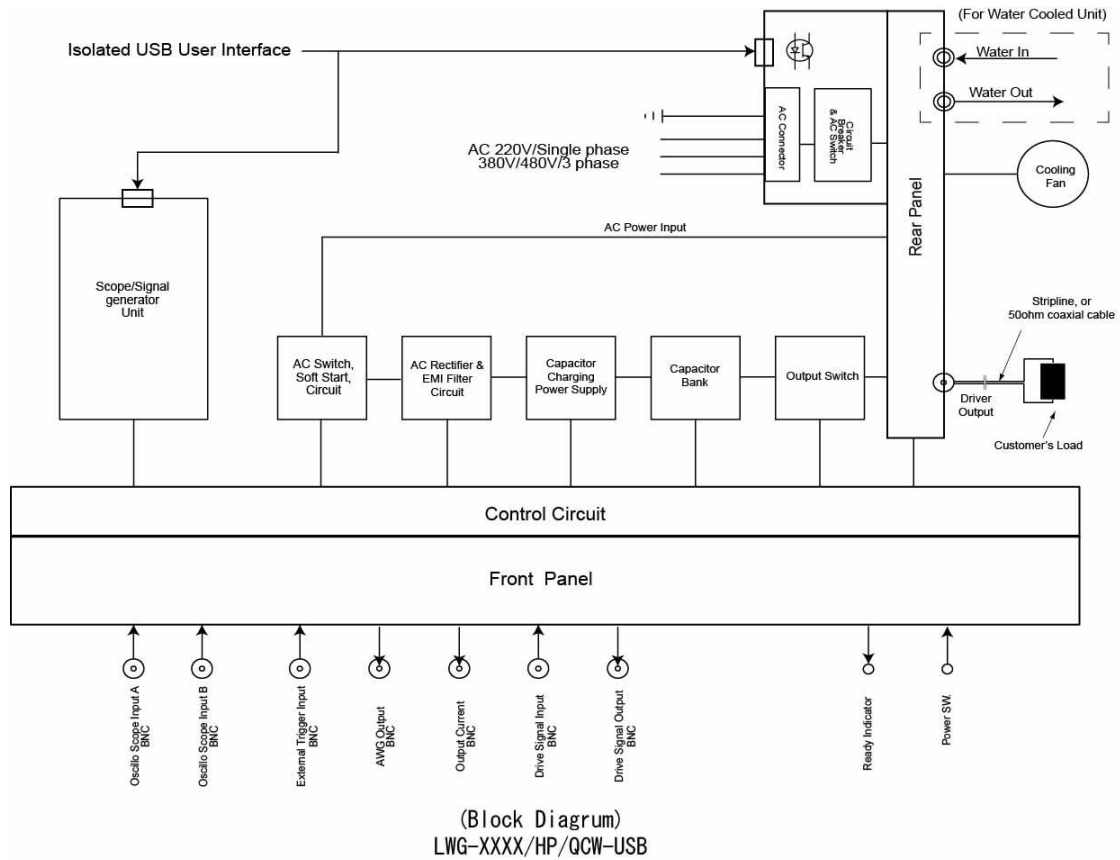 (For Water Cooled Unit)
Isolated USB User Interface
Water In
Water Out
AC Connector
Circuit
Breaker
& AC Switch
AC 220V/Single phase
380V/480V/3 phase
Cooling
Fan
Rear Panel
AC Power Input
Scope/Signal
generator
Unit
Stripline, or
50ohm coaxial cable
AC Switch,
Soft Start,
Circuit
AC Rectifier &
EMI Filter
Circuit
Capacitor
Charging
Power Supply
Capacitor
Bank
Output Switch
Driver
Output
Customer's Load
Control Circuit
Front Panel
Oscillo Scope Input A
BNC
Oscillo Scope Input B
BNC
External Trigger Input
BNC
AWG Output
BNC
Output Current
BNC
Drive Signal Input
BNC
Drive Signal Output
BNC
Ready Indicator
Power SW.
(Block Diagrum)
LWG-XXXX/HP/QCW-USB